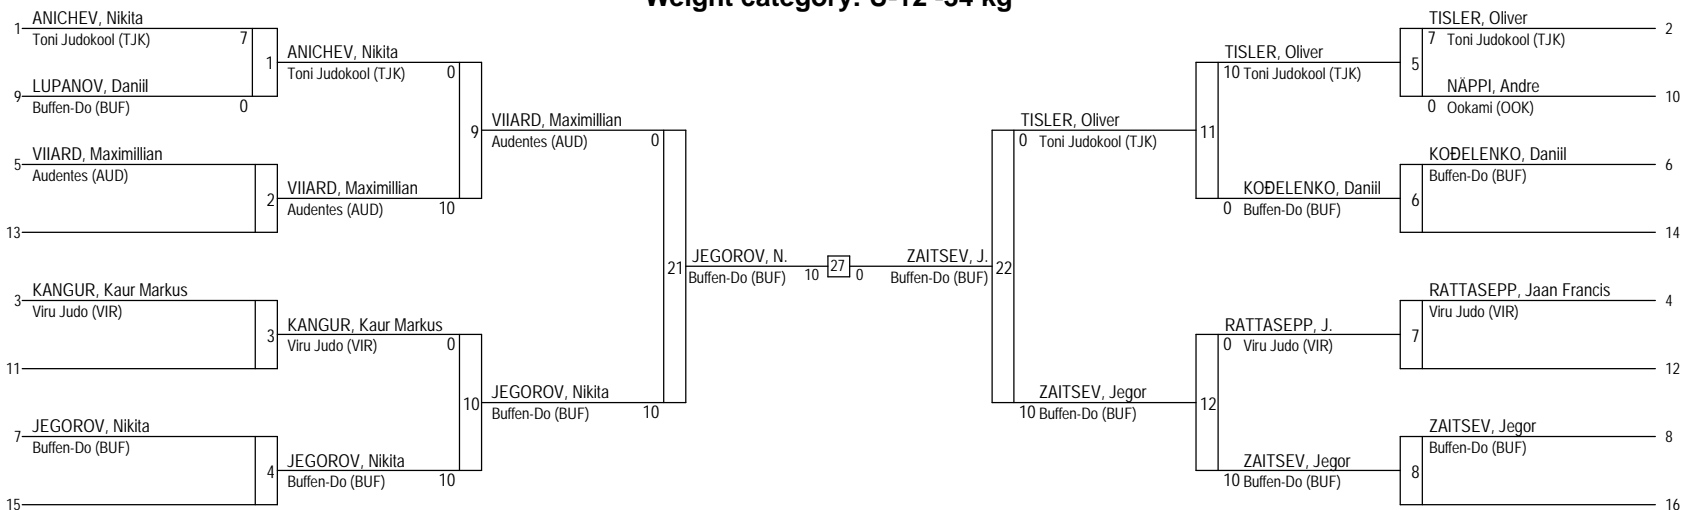 Weight category: U-12 -34 kg
1 ANICHEV, Nikita
Toni Judokool (TJK) 7
9 LUPANOV, Daniil
Buffen-Do (BUF) 0
5 VIIARD, Maximillian
Audentes (AUD)
13
3 KANGUR, Kaur Markus
Viru Judo (VIR)
11
7 JEGOROV, Nikita
Buffen-Do (BUF)
15
1 ANICHEV, Nikita
Toni Judokool (TJK) 0
2 VIIARD, Maximillian
Audentes (AUD) 10
3 KANGUR, Kaur Markus
Viru Judo (VIR) 0
4 JEGOROV, Nikita
Buffen-Do (BUF) 10
9 VIIARD, Maximillian
Audentes (AUD) 0
10 JEGOROV, Nikita
Buffen-Do (BUF) 10
21 JEGOROV, N.
Buffen-Do (BUF) 10
27
ZAITSEV, J. 22
0 Buffen-Do (BUF)
TISLER, Oliver 11
0 Toni Judokool (TJK)
ZAITSEV, Jegor 12
10 Buffen-Do (BUF)
TISLER, Oliver 5
10 Toni Judokool (TJK)
KOĐELENKO, Daniil 6
0 Buffen-Do (BUF)
RATTASEPP, J. 7
0 Viru Judo (VIR)
ZAITSEV, Jegor 8
10 Buffen-Do (BUF)
TISLER, Oliver 2
7 Toni Judokool (TJK)
NÄPPI, Andre 10
0 Ookami (OOK)
KOĐELENKO, Daniil 6
Buffen-Do (BUF)
14
RATTASEPP, Jaan Francis 4
Viru Judo (VIR)
12
ZAITSEV, Jegor 8
Buffen-Do (BUF)
16